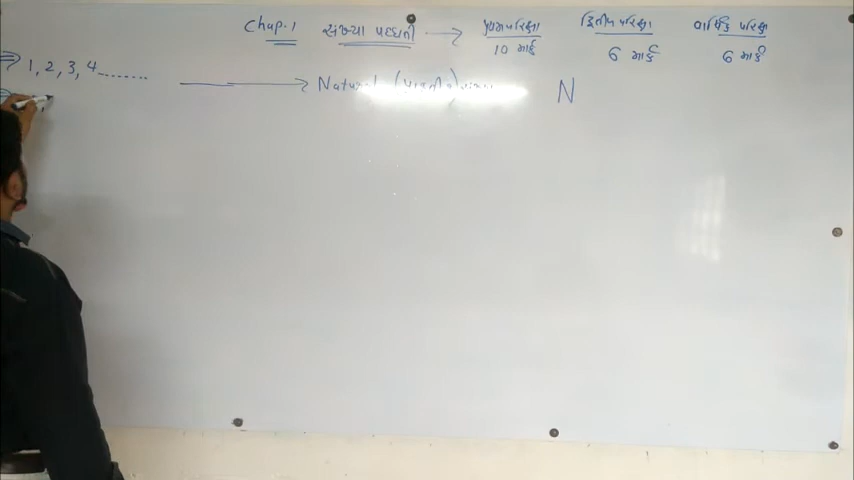 Chap.1 સંખ્યા પદ્ધતી → પ્રથમ પરિક્ષા દ્વિતીય પરિક્ષા વાર્ષિક પરિક્ષા
10 માર્ક 6 માર્ક 6 માર્ક
⇒ 1, 2, 3, 4........ → Natural N